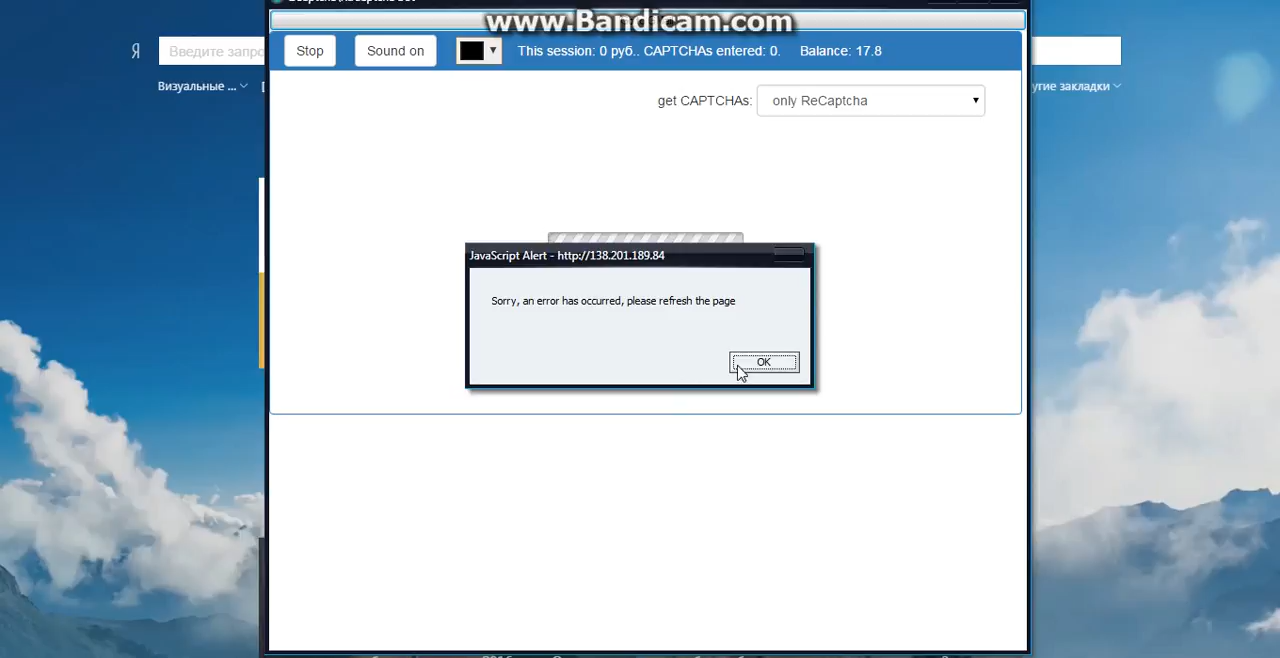 www.Bandicam.com
Я
Введите запро
Stop
Sound on
This session: 0 руб.. CAPTCHAs entered: 0.
Balance: 17.8
Визуальные ...
get CAPTCHAs:
only ReCaptcha
JavaScript Alert - http://138.201.189.84
Sorry, an error has occurred, please refresh the page
OK